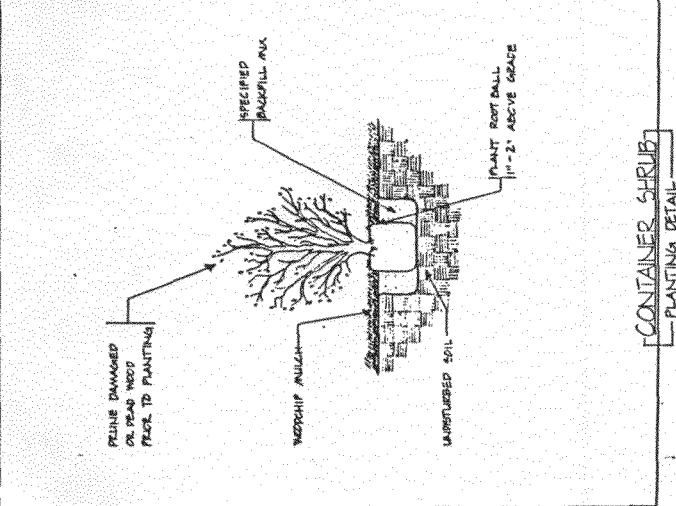 PRUNE DAMAGED
OR DEAD WOOD
PRIOR TO PLANTING
WOODCHIP MULCH
UNDISTURBED SOIL
SPECIFIED
BACKFILL MIX
PLANT ROOT BALL
1"-2" ABOVE GRADE
CONTAINER SHRUB
PLANTING DETAIL